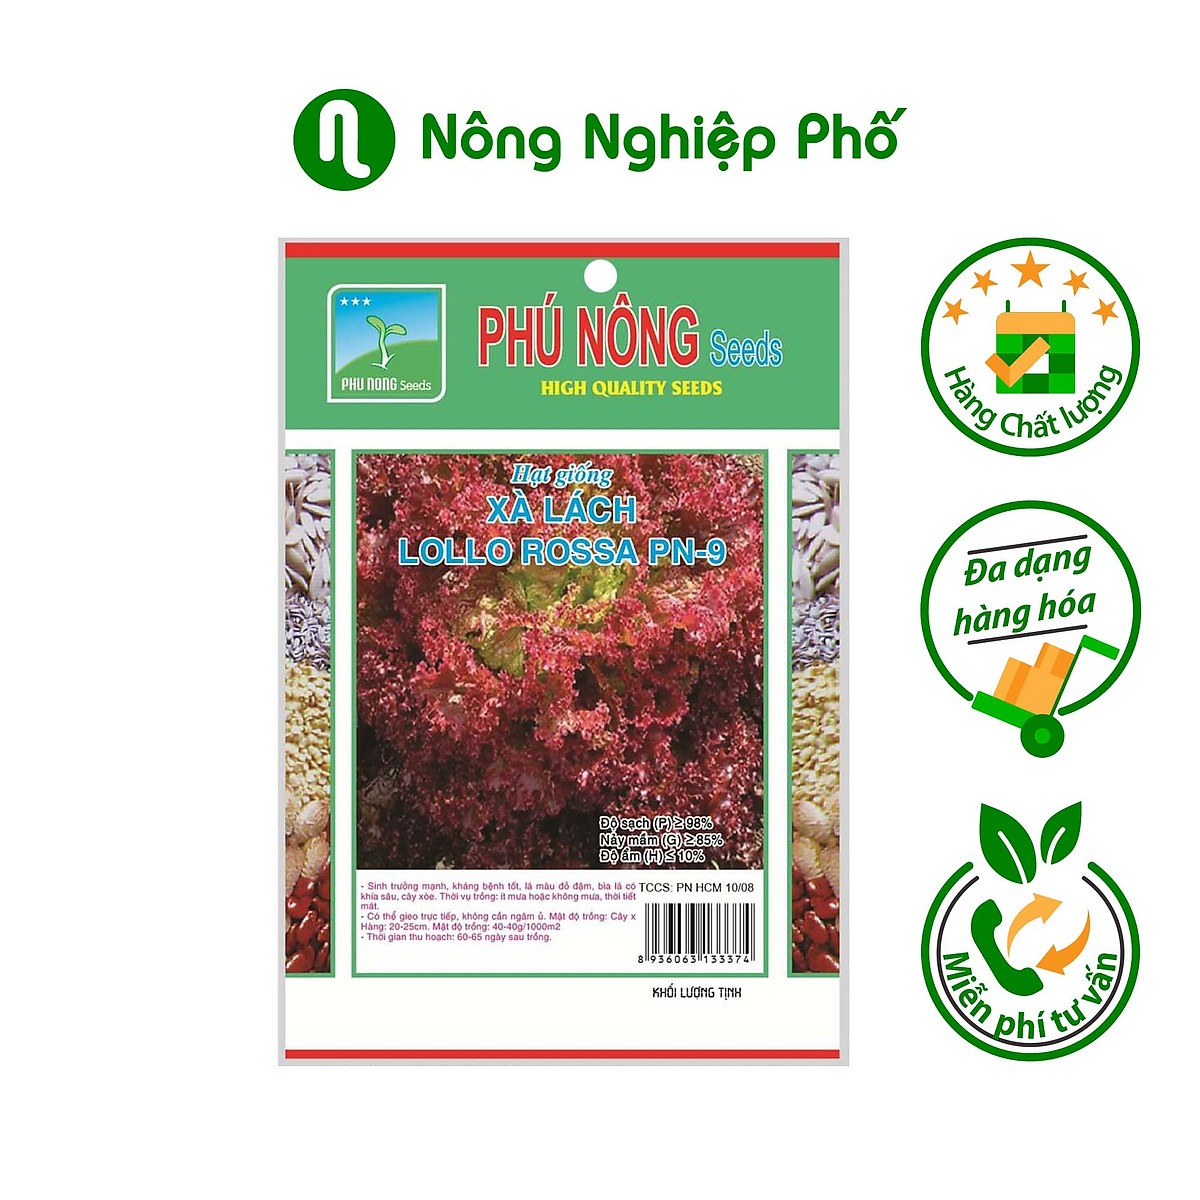 Nông Nghiệp Phố
PHU NONG Seeds
PHÚ NÔNG Seeds
HIGH QUALITY SEEDS
Hạt giống
XÀ LÁCH
LOLLO ROSSA PN-9
Độ sạch (P) ≥ 98%
Nảy mầm (G) ≥ 85%
Độ ẩm (H) ≤ 10%
- Sinh trưởng mạnh, kháng bệnh tốt, lá màu đỏ đậm, bìa lá có
khía sâu, cây xòe. Thời vụ trồng: ít mưa hoặc không mưa, thời tiết
mát.
- Có thể gieo trực tiếp, không cần ngâm ủ. Mật độ trồng: Cây x
Hàng: 20-25cm. Mật độ trồng: 40-40g/1000m2
- Thời gian thu hoạch: 60-65 ngày sau trồng.
TCCS: PN HCM 10/08
8 936063 133374
KHỐI LƯỢNG TỊNH
Hàng Chất lượng
Đa dạng
hàng hóa
Miễn phí tư vấn